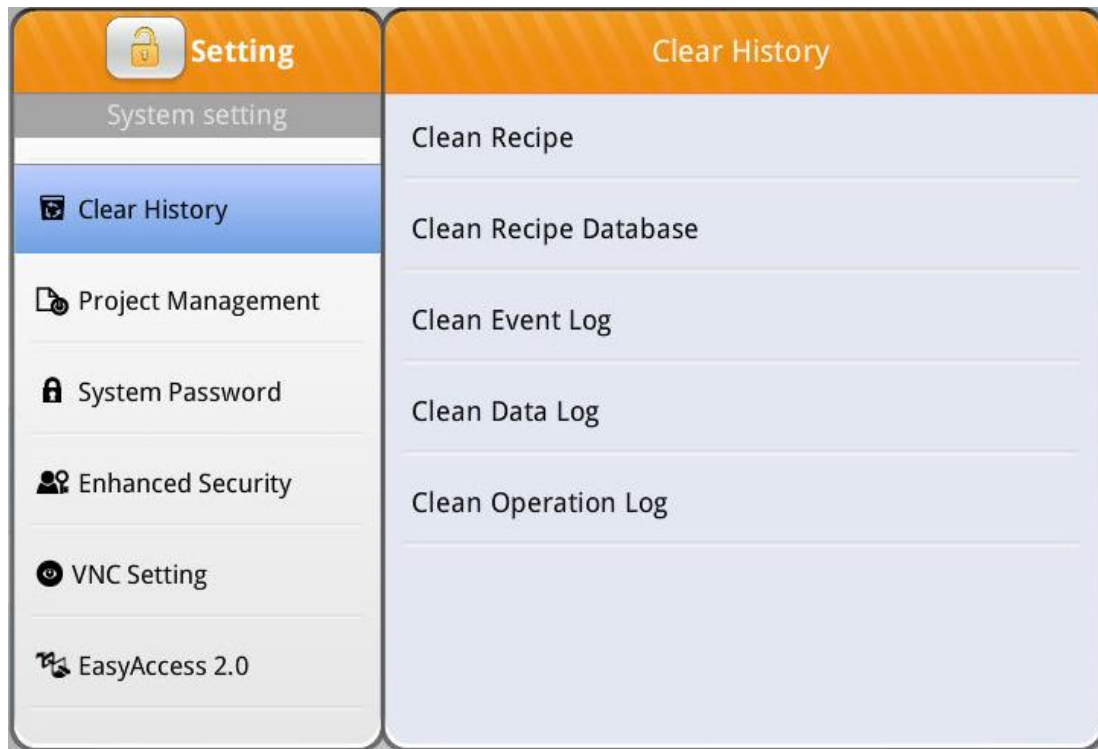 Setting
System setting
Clear History
Project Management
System Password
Enhanced Security
VNC Setting
EasyAccess 2.0
Clear History
Clean Recipe
Clean Recipe Database
Clean Event Log
Clean Data Log
Clean Operation Log